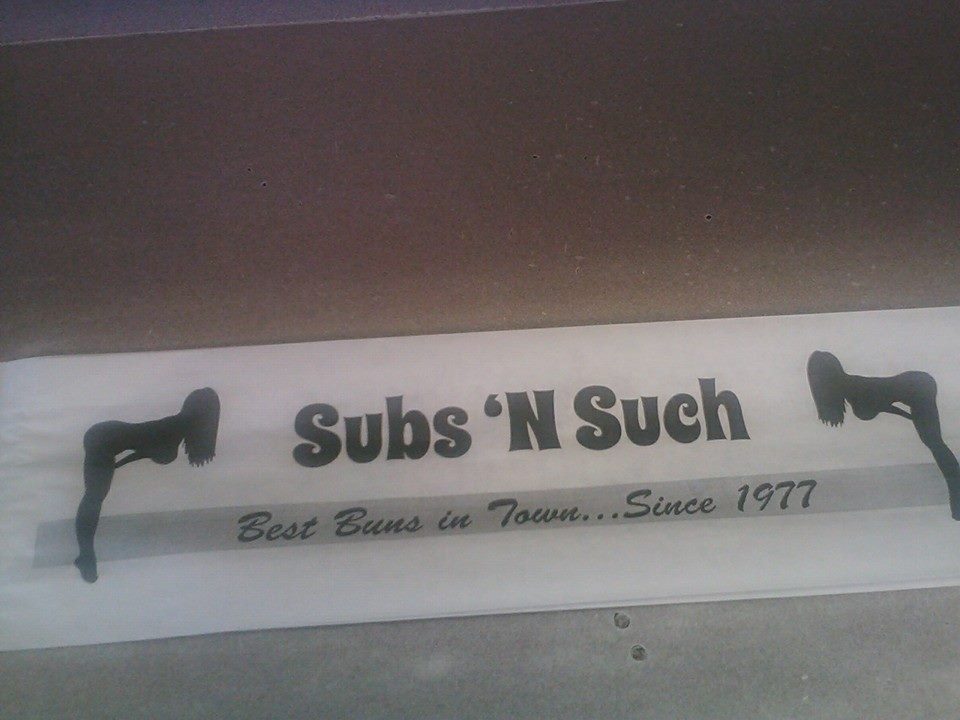 Subs ‘N Such
Best Buns in Town...Since 1977